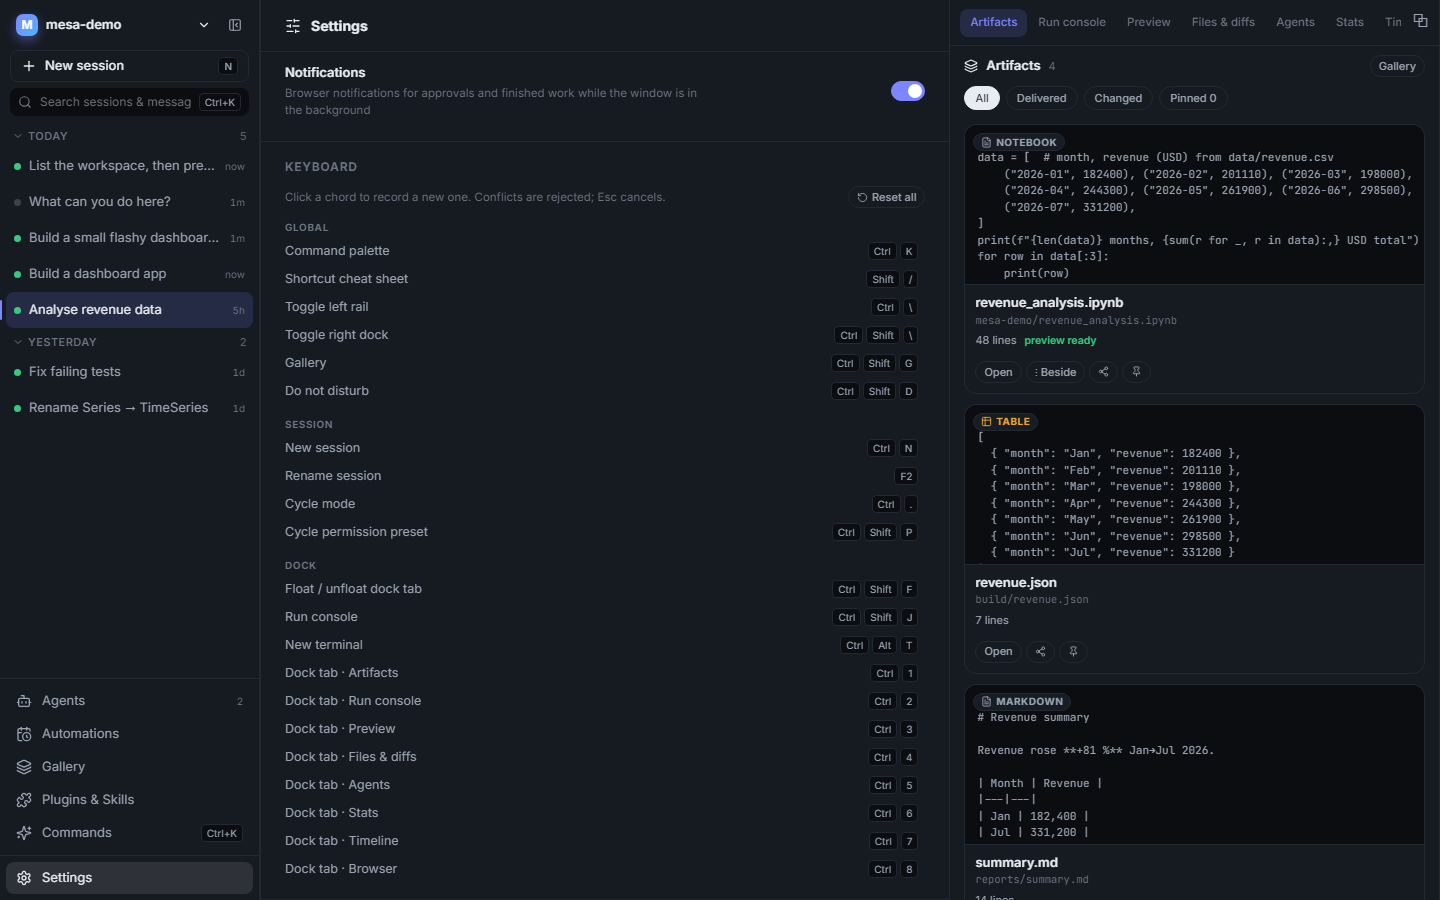 M mesa-demo
New session N
Search sessions & messag Ctrl+K
TODAY 5
List the workspace, then pre... now
What can you do here? 1m
Build a small flashy dashboar... 1m
Build a dashboard app now
Analyse revenue data 5h
YESTERDAY 2
Fix failing tests 1d
Rename Series → TimeSeries 1d
Agents 2
Automations
Gallery
Plugins & Skills
Commands Ctrl+K
Settings
Settings
Notifications
Browser notifications for approvals and finished work while the window is in
the background
KEYBOARD
Click a chord to record a new one. Conflicts are rejected; Esc cancels. Reset all
GLOBAL
Command palette Ctrl K
Shortcut cheat sheet Shift /
Toggle left rail Ctrl \
Toggle right dock Ctrl Shift \
Gallery Ctrl Shift G
Do not disturb Ctrl Shift D
SESSION
New session Ctrl N
Rename session F2
Cycle mode Ctrl .
Cycle permission preset Ctrl Shift P
DOCK
Float / unfloat dock tab Ctrl Shift F
Run console Ctrl Shift J
New terminal Ctrl Alt T
Dock tab · Artifacts Ctrl 1
Dock tab · Run console Ctrl 2
Dock tab · Preview Ctrl 3
Dock tab · Files & diffs Ctrl 4
Dock tab · Agents Ctrl 5
Dock tab · Stats Ctrl 6
Dock tab · Timeline Ctrl 7
Dock tab · Browser Ctrl 8
Artifacts Run console Preview Files & diffs Agents Stats Tin
Artifacts 4 Gallery
All Delivered Changed Pinned 0
NOTEBOOK
data = [  # month, revenue (USD) from data/revenue.csv
("2026-01", 182400), ("2026-02", 201110), ("2026-03", 198000),
("2026-04", 244300), ("2026-05", 261900), ("2026-06", 298500),
("2026-07", 331200),
]
print(f"{len(data)} months, {sum(r for _, r in data):,} USD total")
for row in data[:3]:
print(row)
revenue_analysis.ipynb
mesa-demo/revenue_analysis.ipynb
48 lines preview ready
Open Beside
TABLE
[
{ "month": "Jan", "revenue": 182400 },
{ "month": "Feb", "revenue": 201110 },
{ "month": "Mar", "revenue": 198000 },
{ "month": "Apr", "revenue": 244300 },
{ "month": "May", "revenue": 261900 },
{ "month": "Jun", "revenue": 298500 },
{ "month": "Jul", "revenue": 331200 }
revenue.json
build/revenue.json
7 lines
Open
MARKDOWN
# Revenue summary
Revenue rose **+81 %** Jan→Jul 2026.
| Month | Revenue |
|---|---|
| Jan | 182,400 |
| Jul | 331,200 |
summary.md
reports/summary.md
14 lines